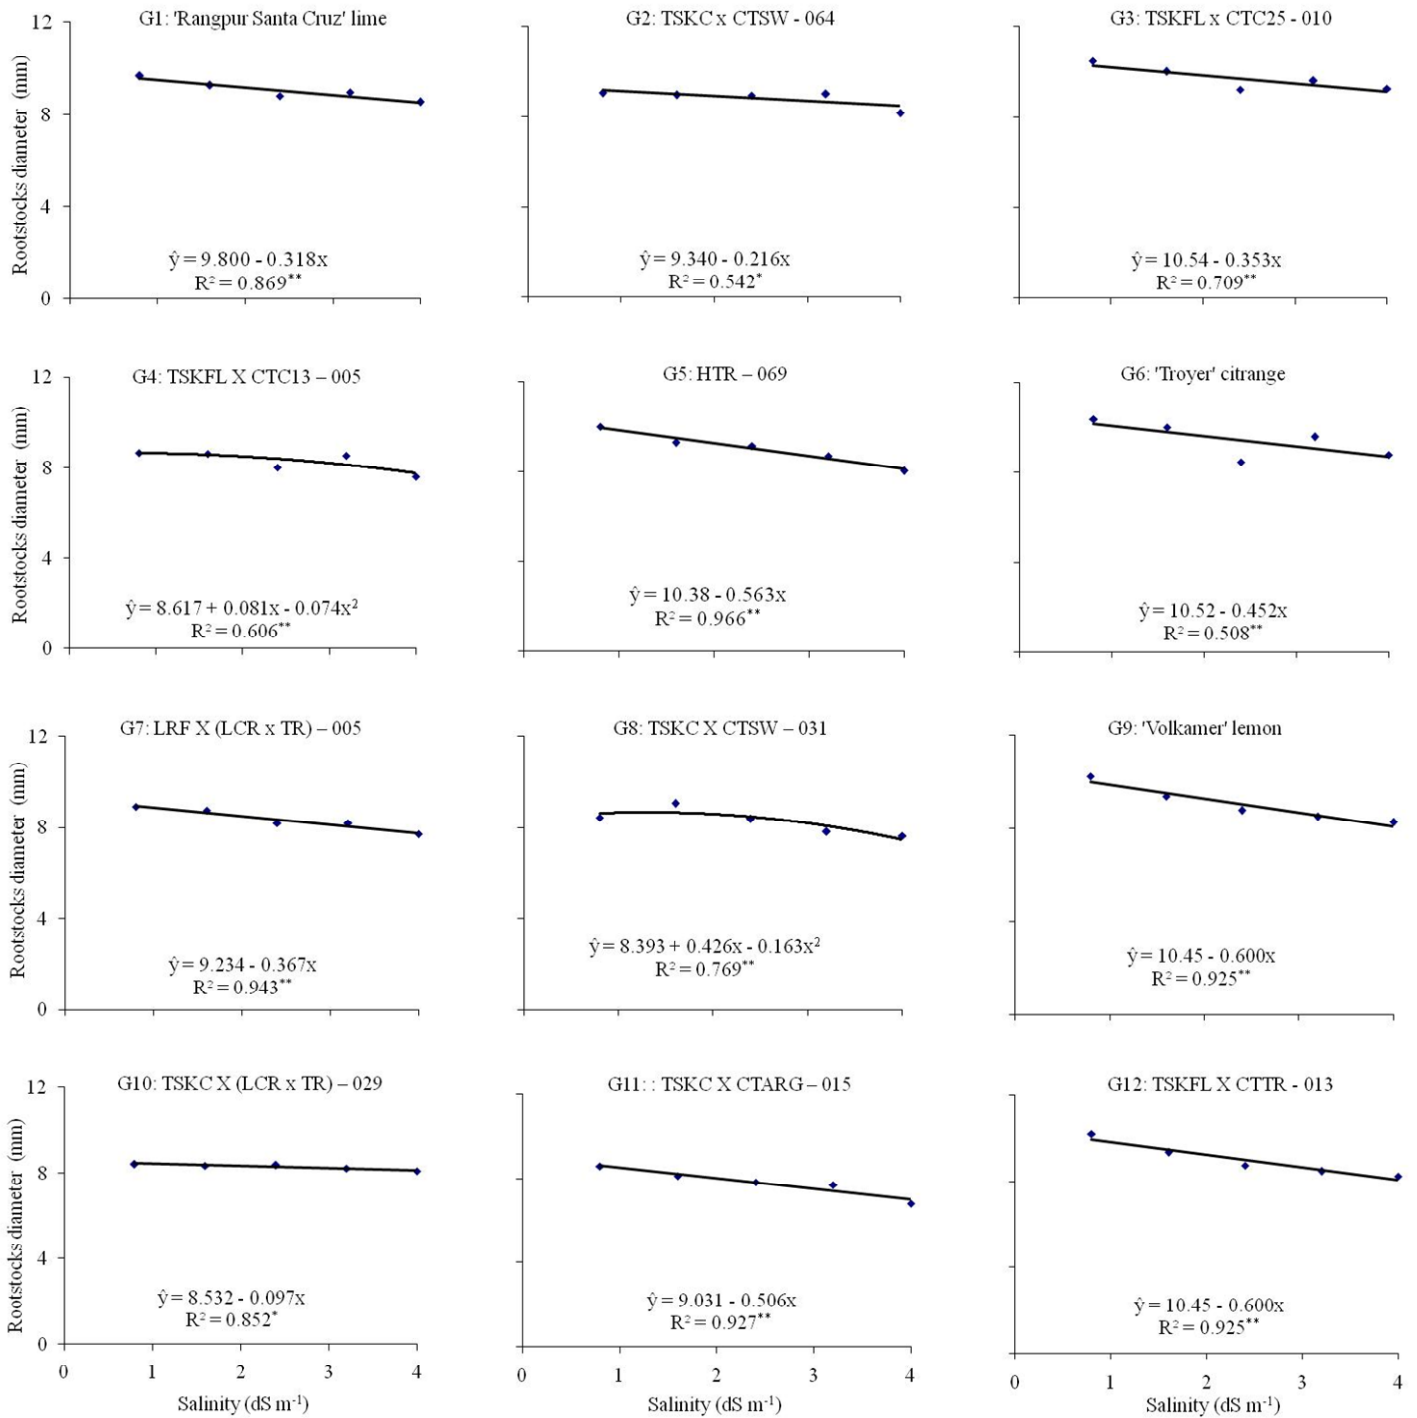 G1: 'Rangpur Santa Cruz' lime
12
8
4
0
Rootstocks diameter (mm)
ŷ = 9.800 - 0.318x
R² = 0.869**
G2: TSKC x CTSW - 064
ŷ = 9.340 - 0.216x
R² = 0.542*
G3: TSKFL x CTC25 - 010
ŷ = 10.54 - 0.353x
R² = 0.709**
G4: TSKFL X CTC13 – 005
12
8
4
0
Rootstocks diameter (mm)
ŷ = 8.617 + 0.081x - 0.074x²
R² = 0.606**
G5: HTR – 069
ŷ = 10.38 - 0.563x
R² = 0.966**
G6: 'Troyer' citrange
ŷ = 10.52 - 0.452x
R² = 0.508**
G7: LRF X (LCR x TR) – 005
12
8
4
0
Rootstocks diameter (mm)
ŷ = 9.234 - 0.367x
R² = 0.943**
G8: TSKC X CTSW – 031
ŷ = 8.393 + 0.426x - 0.163x²
R² = 0.769**
G9: 'Volkamer' lemon
ŷ = 10.45 - 0.600x
R² = 0.925**
G10: TSKC X (LCR x TR) – 029
12
8
4
0
Rootstocks diameter (mm)
ŷ = 8.532 - 0.097x
R² = 0.852*
0 1 2 3 4
Salinity (dS m⁻¹)
G11: : TSKC X CTARG – 015
ŷ = 9.031 - 0.506x
R² = 0.927**
0 1 2 3 4
Salinity (dS m⁻¹)
G12: TSKFL X CTTR - 013
ŷ = 10.45 - 0.600x
R² = 0.925**
0 1 2 3 4
Salinity (dS m⁻¹)